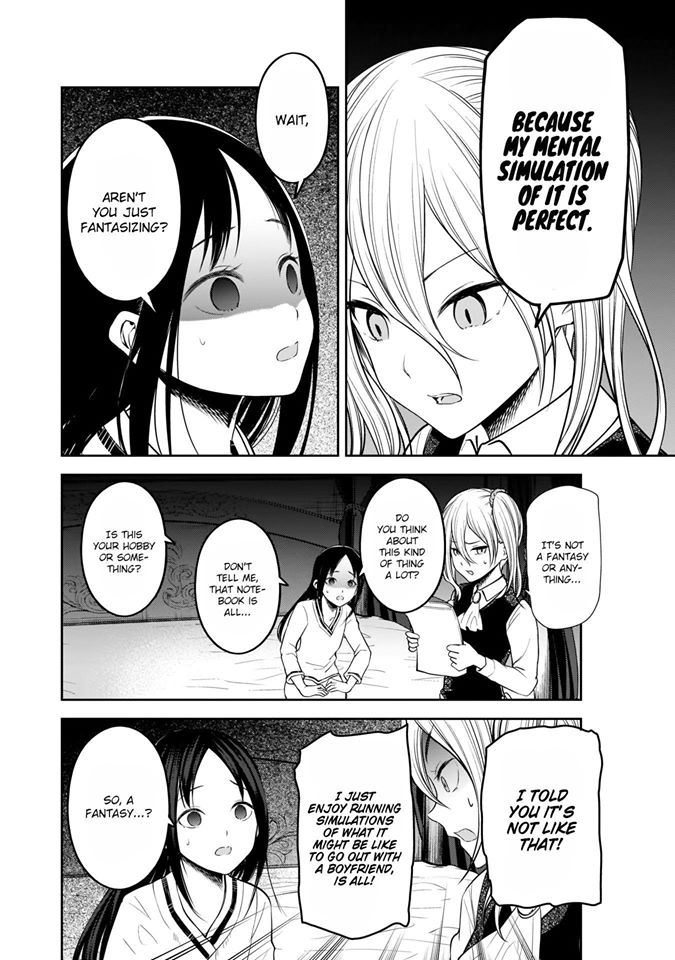 BECAUSE
MY MENTAL
SIMULATION
OF IT IS
PERFECT.
WAIT,
AREN'T
YOU JUST
FANTASIZING?
IT'S NOT
A FANTASY
OR ANY-
THING...
DO YOU
THINK
ABOUT
THIS KIND
OF THING
A LOT?
DON'T
TELL ME,
THAT NOTE-
BOOK IS
ALL...
IS THIS
YOUR HOBBY
OR SOME-
THING?
I TOLD
YOU IT'S
NOT LIKE
THAT!
I JUST
ENJOY RUNNING
SIMULATIONS
OF WHAT IT
MIGHT BE LIKE
TO GO OUT WITH
A BOYFRIEND,
IS ALL!
SO, A
FANTASY...?